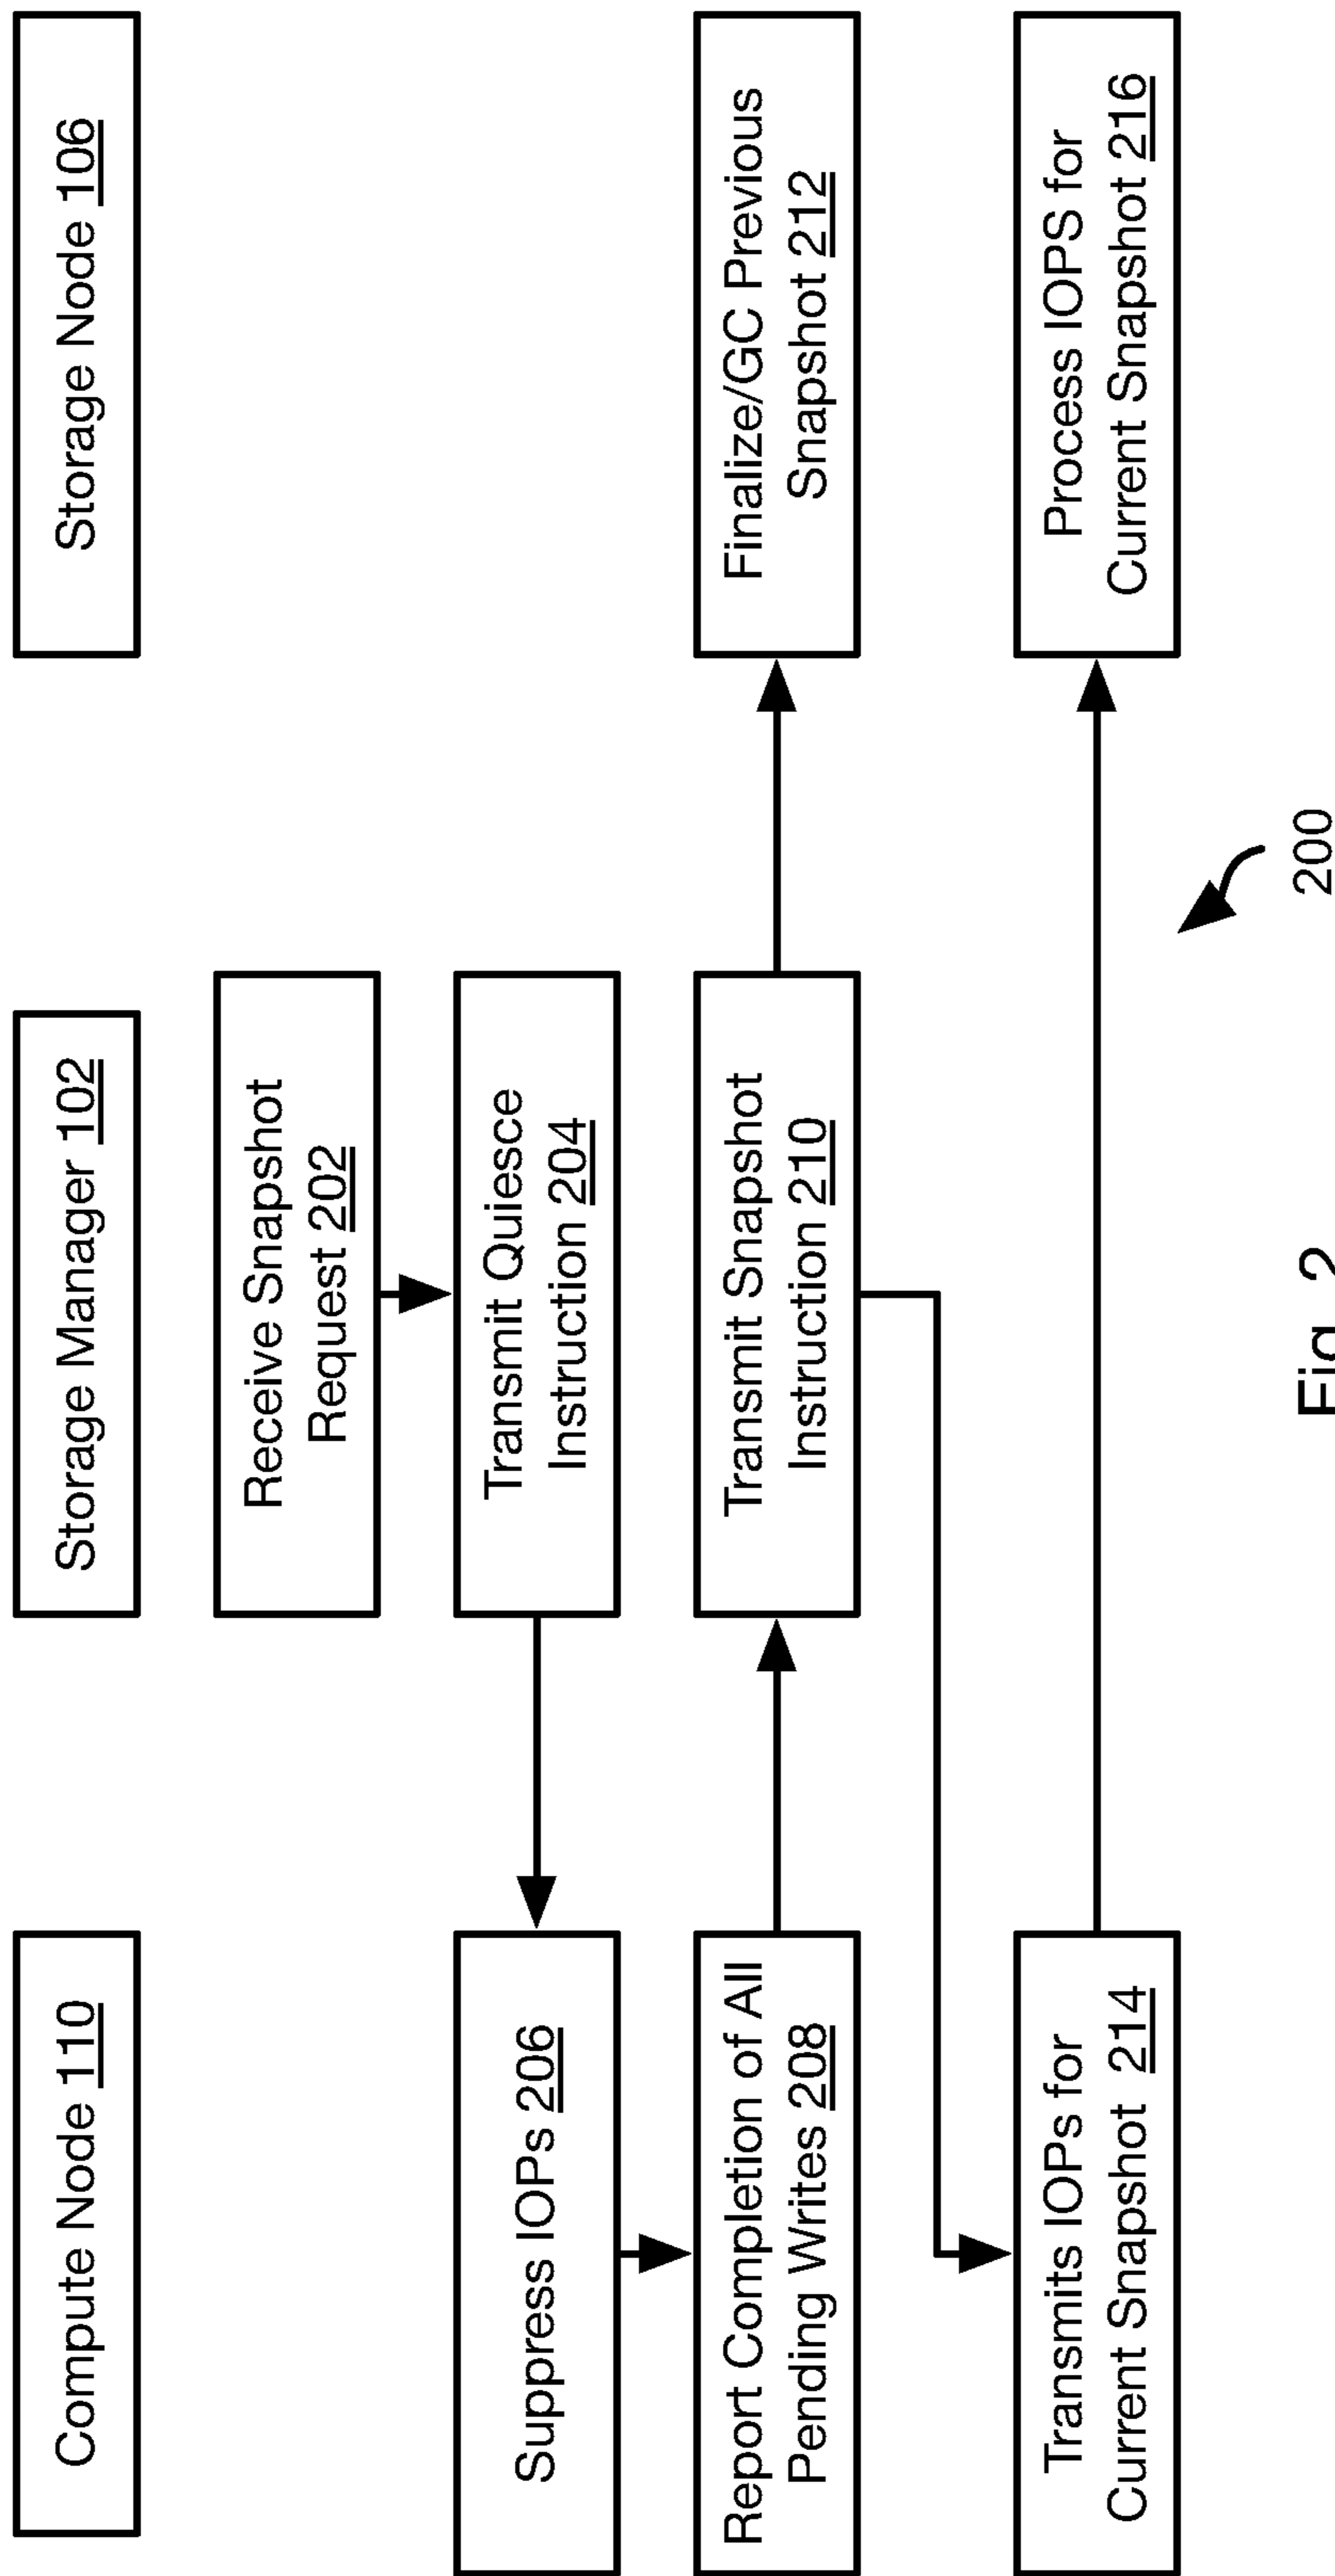 Compute Node 110
Storage Manager 102
Storage Node 106
Receive Snapshot
Request 202
Transmit Quiesce
Instruction 204
Suppress IOPs 206
Report Completion of All
Pending Writes 208
Transmit Snapshot
Instruction 210
Finalize/GC Previous
Snapshot 212
Transmits IOPs for
Current Snapshot 214
Process IOPS for
Current Snapshot 216
200
Fig. 2